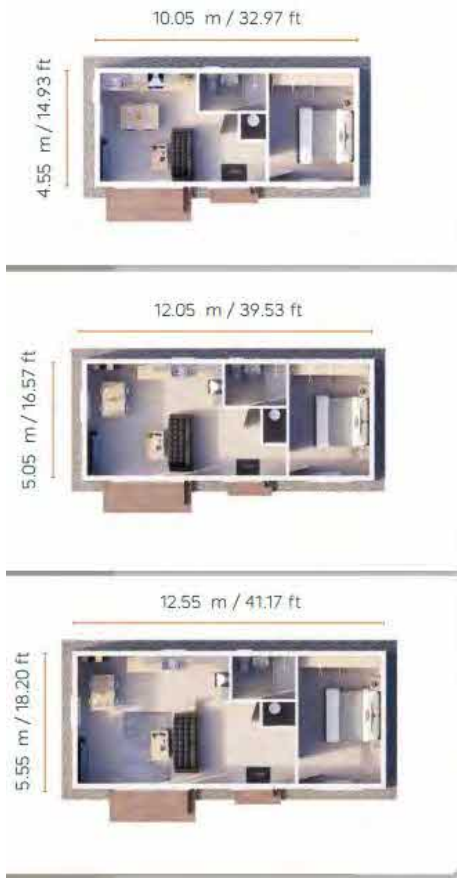 10.05 m / 32.97 ft
4.55 m / 14.93 ft
12.05 m / 39.53 ft
5.05 m / 16.57 ft
12.55 m / 41.17 ft
5.55 m / 18.20 ft